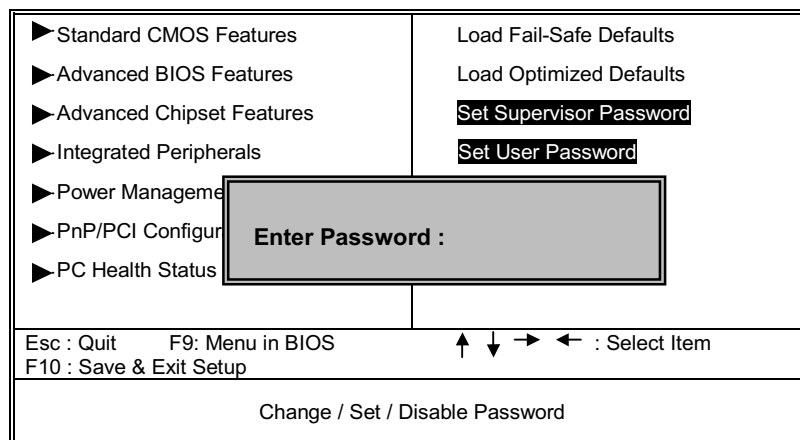 Standard CMOS Features
Advanced BIOS Features
Advanced Chipset Features
Integrated Peripherals
Power Manageme
PnP/PCI Configur
PC Health Status
Load Fail-Safe Defaults
Load Optimized Defaults
Set Supervisor Password
Set User Password
Enter Password :
Esc : Quit F9: Menu in BIOS ↑ ↓ → ← : Select Item
F10 : Save & Exit Setup
Change / Set / Disable Password